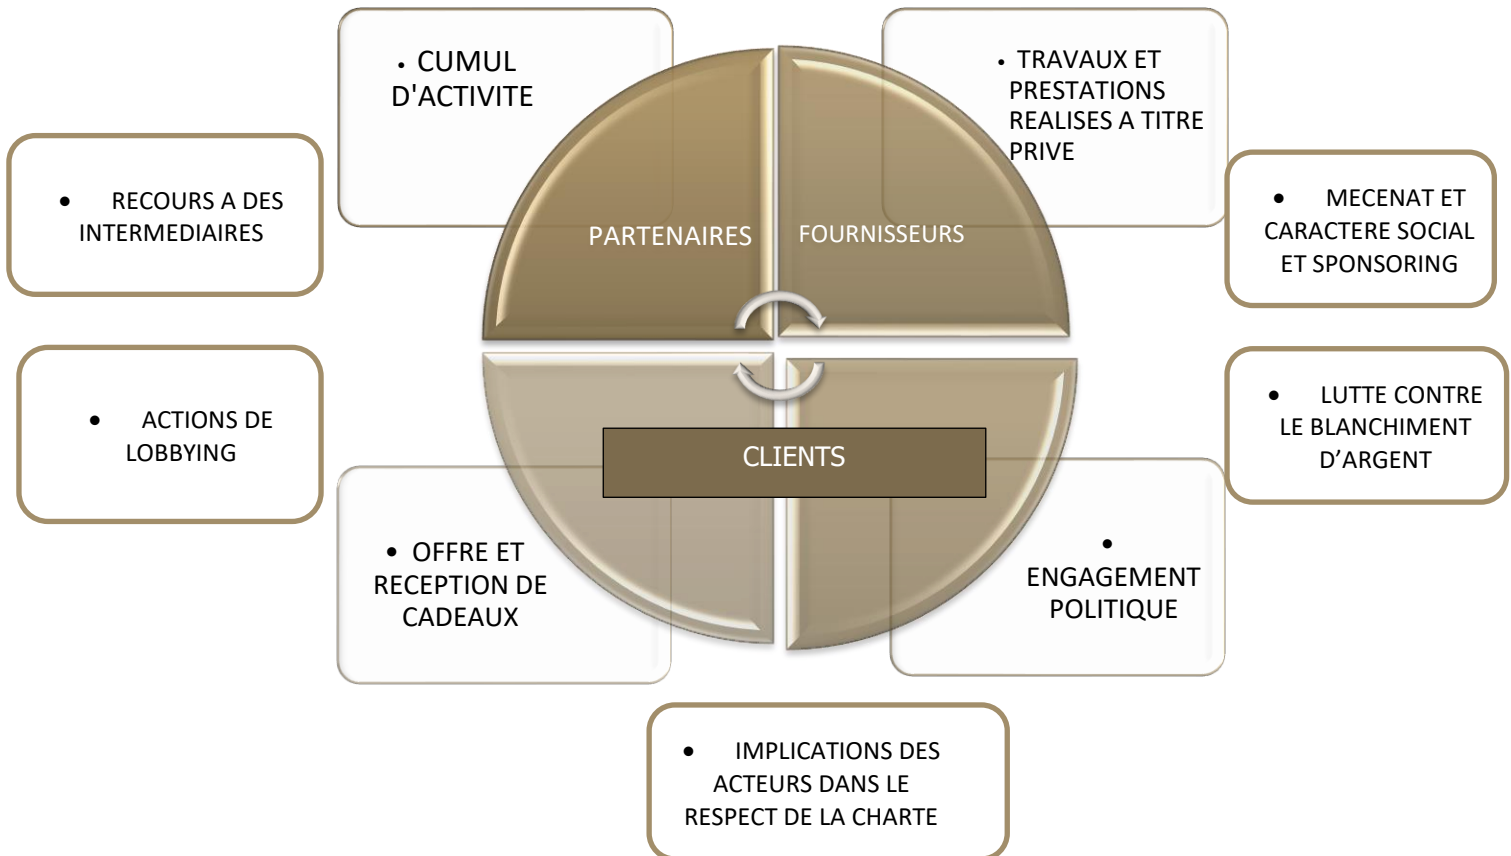 • CUMUL
D'ACTIVITE
• TRAVAUX ET
PRESTATIONS
REALISES A TITRE
PRIVE
• RECOURS A DES
INTERMEDIAIRES
PARTENAIRES
FOURNISSEURS
• MECENAT ET
CARACTERE SOCIAL
ET SPONSORING
• ACTIONS DE
LOBBYING
CLIENTS
• LUTTE CONTRE
LE BLANCHIMENT
D’ARGENT
• OFFRE ET
RECEPTION DE
CADEAUX
•
ENGAGEMENT
POLITIQUE
• IMPLICATIONS DES
ACTEURS DANS LE
RESPECT DE LA CHARTE